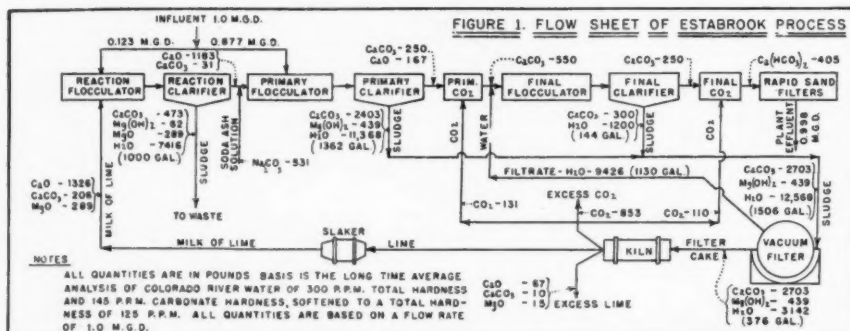 FIGURE 1. FLOW SHEET OF ESTABROOK PROCESS
INFLUENT 1.0 M.G.D.
0.123 M.G.D.
0.877 M.G.D.
CaO-1183
CaCO3-31
CaCO3-250
CaO-167
CaCO3-550
CaCO3-250
Ca(HCO3)2-405
REACTION
FLOCCULATOR
REACTION
CLARIFIER
PRIMARY
FLOCCULATOR
PRIMARY
CLARIFIER
PRIM.
CO2
FINAL
FLOCCULATOR
FINAL
CLARIFIER
FINAL
CO2
RAPID SAND
FILTERS
CaCO3 -473
Mg(OH)2 -62
MgO -289
H2O -7416
(1000 GAL.)
SLUDGE
TO WASTE
SODA ASH
SOLUTION
Na2CO3-531
CaCO3-2403
Mg(OH)2-439
H2O-11,368
(1362 GAL.)
SLUDGE
CO2
WATER
CaCO3-300
H2O-1200
(144 GAL.)
SLUDGE
CO2
PLANT
EFFLUENT
0.998
M.G.D.
CaO -1326
CaCO3-206
MgO -289
MILK OF LIME
FILTRATE-H2O-9426 (1130 GAL.)
CO2-131
EXCESS CO2
CO2-853
CO2-110
CaCO3-2703
Mg(OH)2-439
H2O-12,568
(1506 GAL.)
SLUDGE
MILK OF LIME
SLAKER
LIME
KILN
FILTER
CAKE
VACUUM
FILTER
CaO -67
CaCO3-10
MgO -15
EXCESS LIME
CaCO3-2703
Mg(OH)2-439
H2O-3142
(376 GAL.)
NOTES
ALL QUANTITIES ARE IN POUNDS BASIS IS THE LONG TIME AVERAGE
ANALYSIS OF COLORADO RIVER WATER OF 300 P.P.M. TOTAL HARDNESS
AND 145 P.P.M. CARBONATE HARDNESS, SOFTENED TO A TOTAL HARD-
NESS OF 125 P.P.M. ALL QUANTITIES ARE BASED ON A FLOW RATE
OF 1.0 M.G.D.